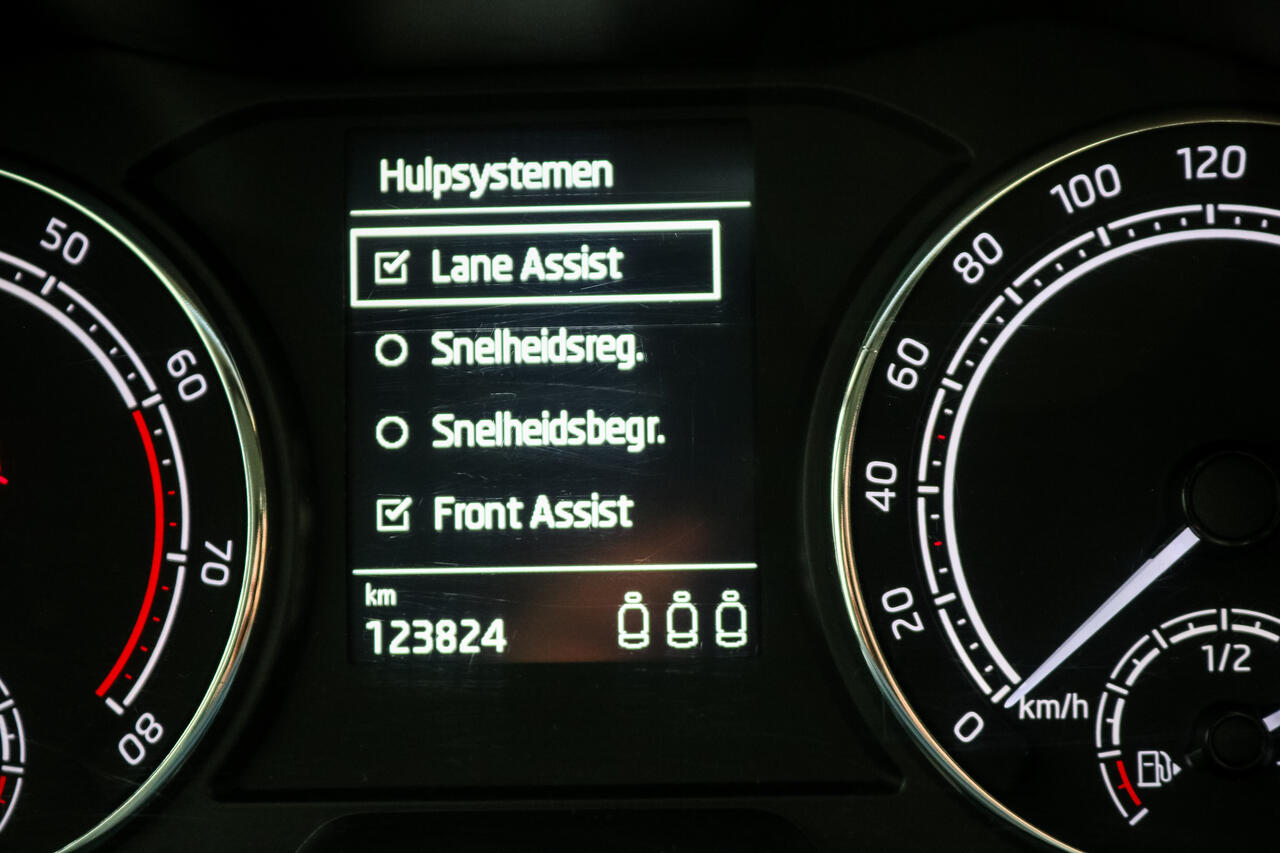 Hulpsystemen
Lane Assist
Snelheidsreg.
Snelheidsbegr.
Front Assist
km
123824
50
60
70
80
0
20
40
60
80
100
120
km/h
1/2